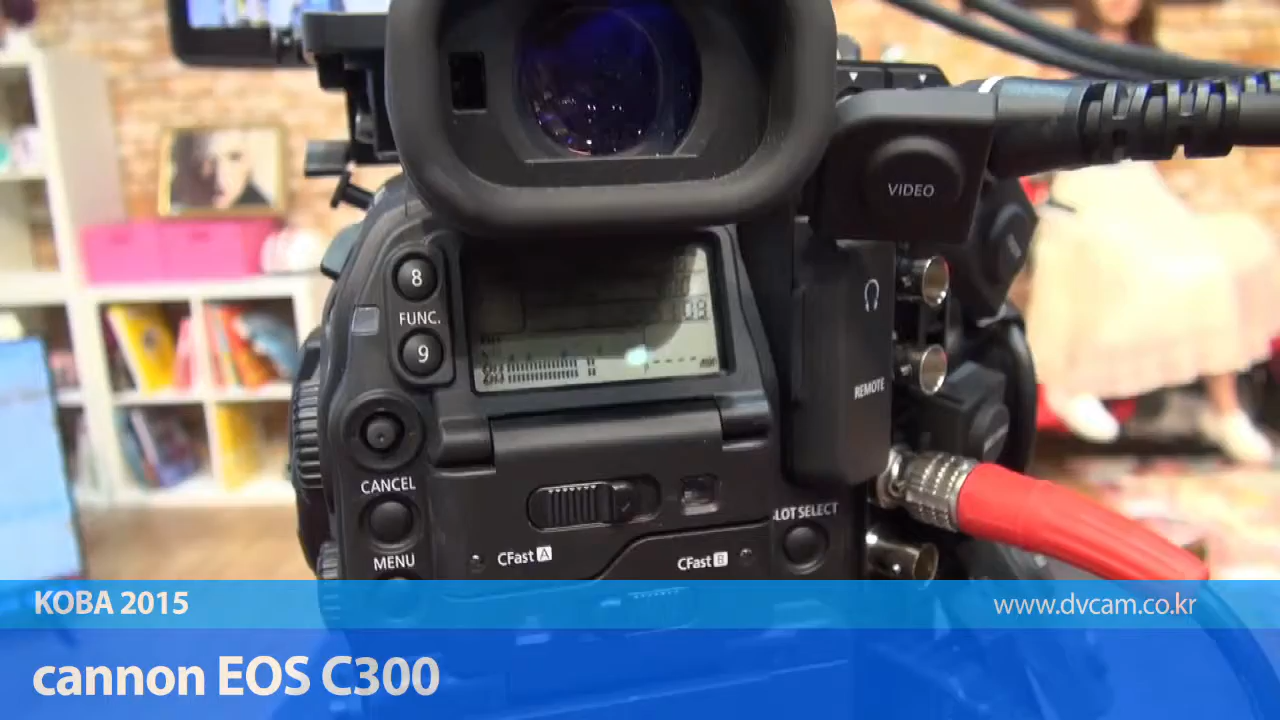 VIDEO
8
FUNC.
9
08
REMOTE
CANCEL
SLOT SELECT
MENU
CFast A
CFast B
KOBA 2015
www.dvcam.co.kr
cannon EOS C300